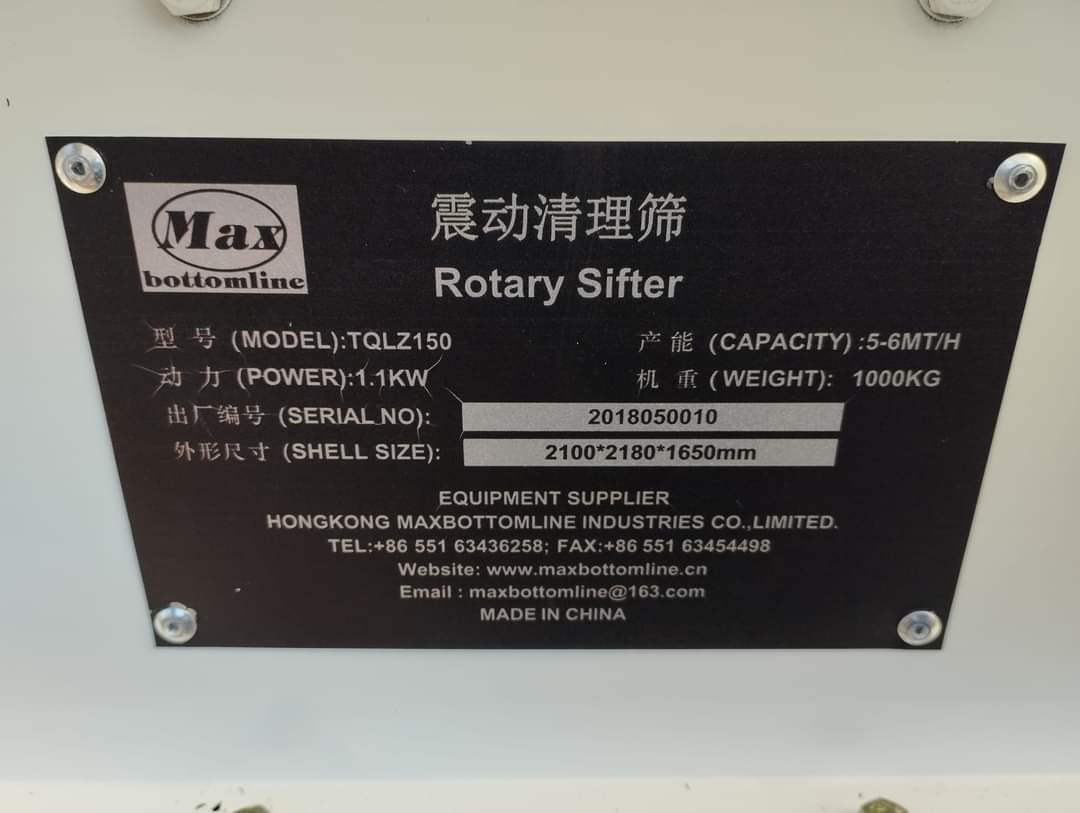 Max
bottomline
震动清理筛
Rotary Sifter
型号 (MODEL):TQLZ150 产能 (CAPACITY) :5-6MT/H
动力 (POWER):1.1KW 机重 (WEIGHT): 1000KG
出厂编号 (SERIAL NO): 2018050010
外形尺寸 (SHELL SIZE): 2100*2180*1650mm
EQUIPMENT SUPPLIER
HONGKONG MAXBOTTOMLINE INDUSTRIES CO.,LIMITED.
TEL:+86 551 63436258; FAX:+86 551 63454498
Website: www.maxbottomline.cn
Email : maxbottomline@163.com
MADE IN CHINA